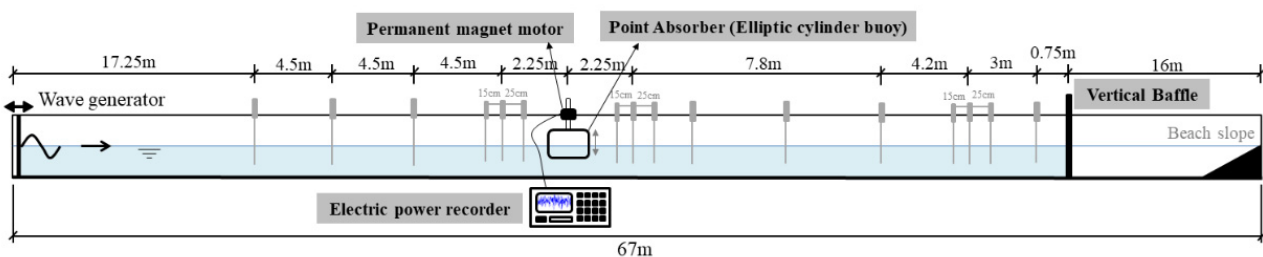 Permanent magnet motor
Point Absorber (Elliptic cylinder buoy)
17.25m
4.5m
4.5m
4.5m
2.25m
2.25m
7.8m
4.2m
3m
0.75m
16m
Wave generator
15cm 25cm
15cm 25cm
15cm 25cm
Vertical Baffle
Beach slope
Electric power recorder
67m